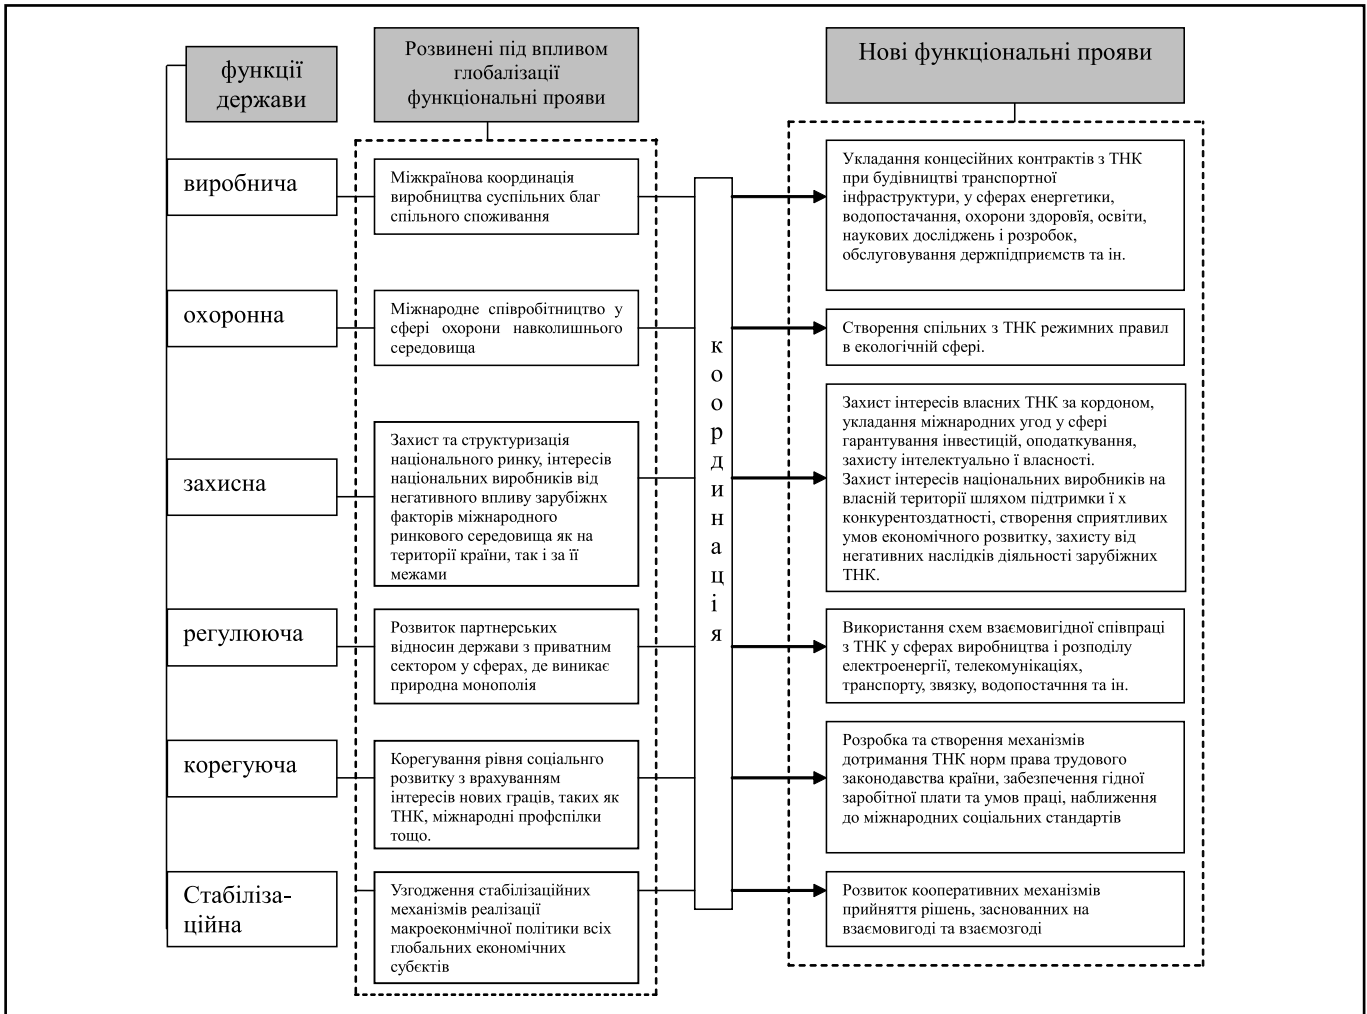 функції
держави
Розвинені під впливом
глобалізації
функціональні прояви
Нові функціональні прояви
виробнича
Міжкраїнова координація
виробництва суспільних благ
спільного споживання
Укладання концесійних контрактів з ТНК
при будівництві транспортної
інфраструктури, у сферах енергетики,
водопостачання, охорони здоров'їя, освіти,
наукових досліджень і розробок,
обслуговування держпідприємств та ін.
охоронна
Міжнародне співробітництво у
сфері охорони навколишнього
середовища
Створення спільних з ТНК режимних правил
в екологічній сфері.
захисна
Захист та структуризація
національного ринку, інтересів
національних виробників від
негативного впливу зарубіжнх
факторів міжнародного
ринкового середовища як на
території країни, так і за її
межами
Захист інтересів власних ТНК за кордоном,
укладання міжнародних угод у сфері
гарантування інвестицій, оподаткування,
захисту інтелектуально ї власності.
Захист інтересів національних виробників на
власній території шляхом підтримки ї х
конкурентоздатності, створення сприятливих
умов економічного розвитку, захисту від
негативних наслідків діяльності зарубіжних
ТНК.
регулююча
Розвиток партнерських
відносин держави з приватним
сектором у сферах, де виникає
природна монополія
Використання схем взаємовигідної співпраці
з ТНК у сферах виробництва і розподілу
електроенергії, телекомунікаціях,
транспорту, звязку, водопостачння та ін.
корегуюча
Корегування рівня соціальнго
розвитку з врахуванням
інтересів нових граців, таких як
ТНК, міжнародні профспілки
тощо.
Розробка та створення механізмів
дотримання ТНК норм права трудового
законодавства країни, забезпечення гідної
заробітної плати та умов праці, наближення
до міжнародних соціальних стандартів
Стабіліза-
ційна
Узгодження стабілізаційних
механізмів реалізації
макроеконмічної політики всіх
глобальних економічних
субєктів
Розвиток кооперативних механізмів
прийняття рішень, заснованних на
взаємовигоді та взаємозгоді
координація